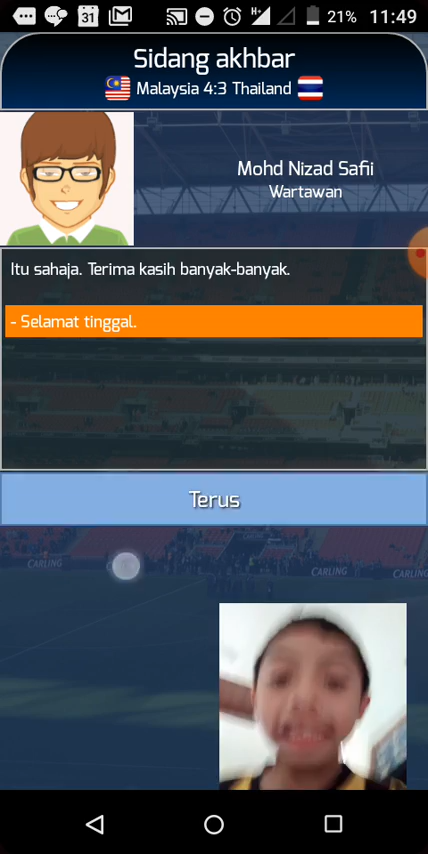 31
H+
21%
11:49
Sidang akhbar
Malaysia 4:3 Thailand
Mohd Nizad Safii
Wartawan
Itu sahaja. Terima kasih banyak-banyak.
- Selamat tinggal.
Terus
CARLING
CARLING
CARLING